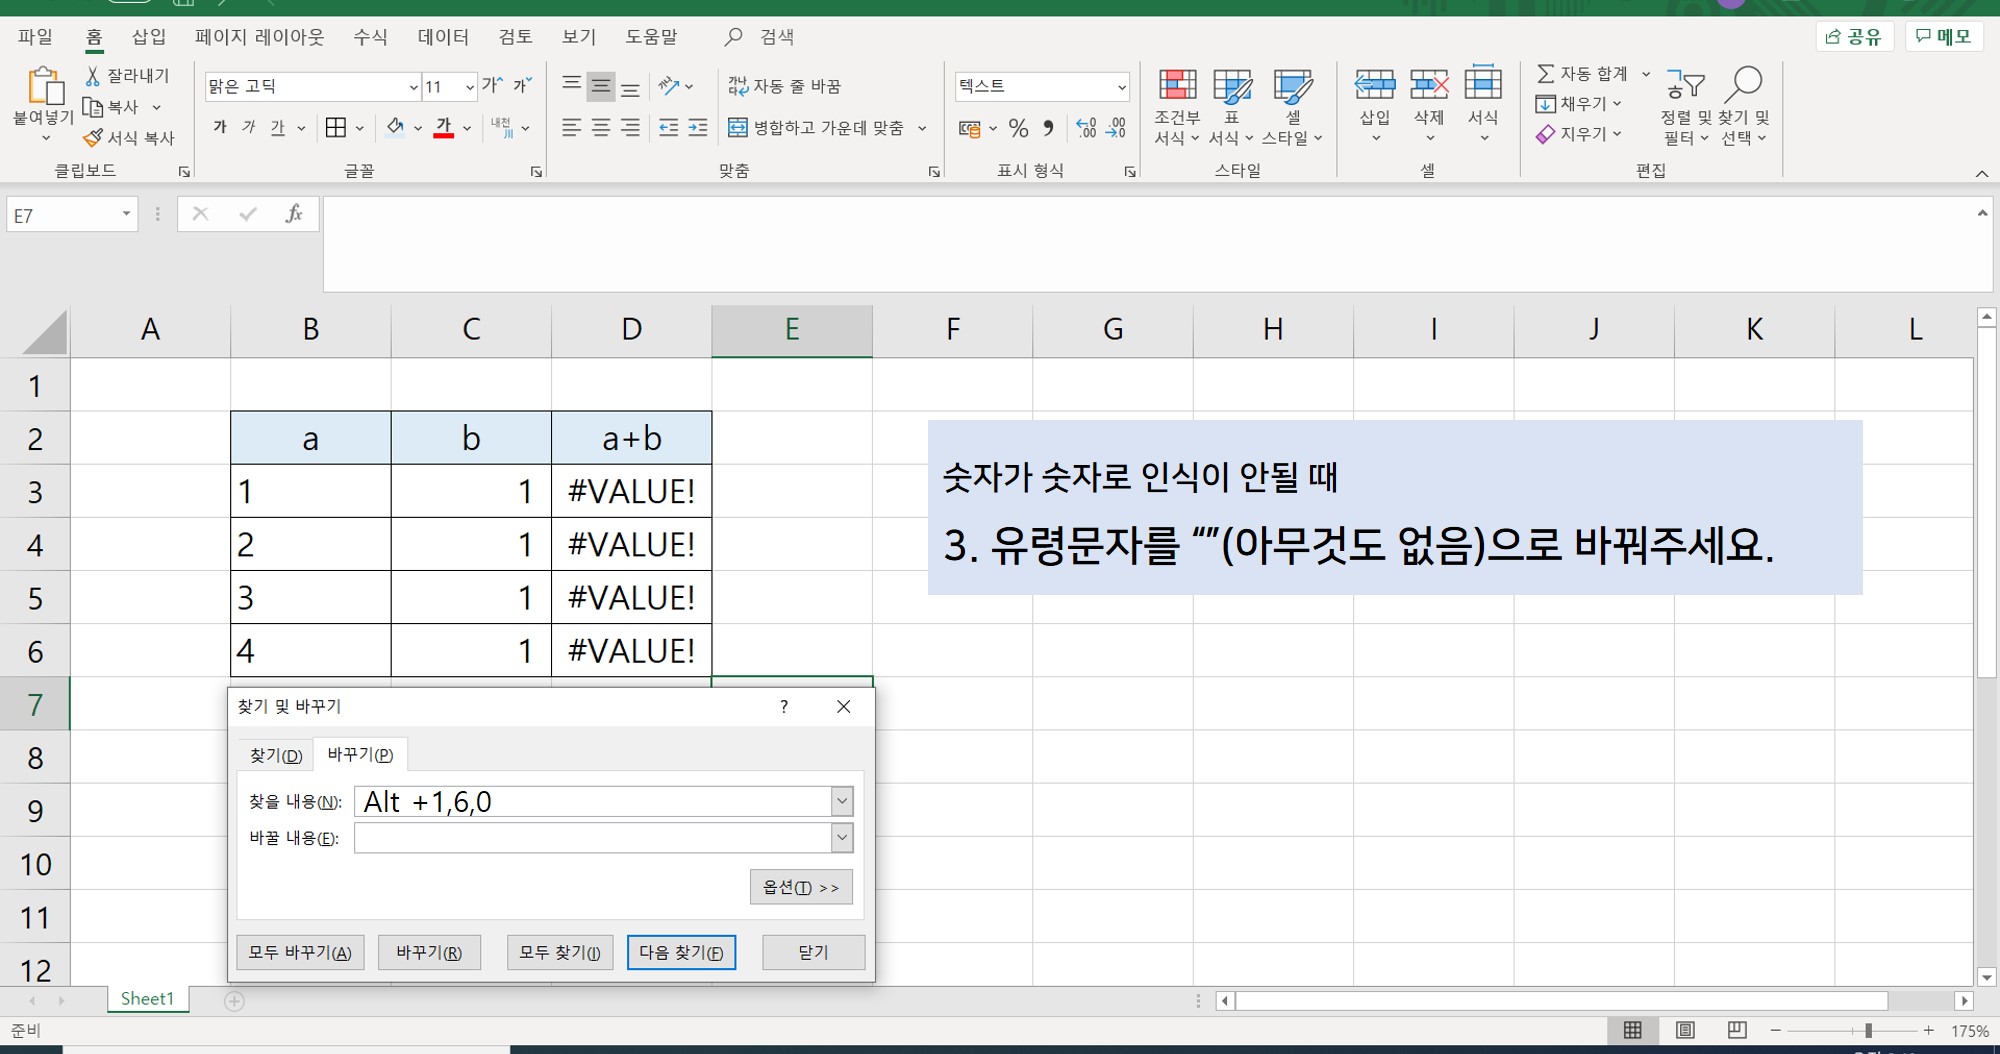 파일 홈 삽입 페이지 레이아웃 수식 데이터 검토 보기 도움말 검색 공유 메모
붙여넣기
잘라내기
복사
서식 복사
클립보드
맑은 고딕 11 가 가
가 가 가 가 내천
글꼴
자동 줄 바꿈
병합하고 가운데 맞춤
맞춤
텍스트
% 
표시 형식
조건부
서식
표
서식
셀
스타일
스타일
삽입 삭제 서식
셀
자동 합계
채우기
지우기
정렬 및
필터
찾기 및
선택
편집
E7 fx
A B C D E F G H I J K L
1
2 a b a+b
3 1 1 #VALUE!
4 2 1 #VALUE!
5 3 1 #VALUE!
6 4 1 #VALUE!
7
8
9
10
11
12
숫자가 숫자로 인식이 안될 때
3. 유령문자를 “”(아무것도 없음)으로 바꿔주세요.
찾기 및 바꾸기 ?
찾기(D) 바꾸기(P)
찾을 내용(N): Alt +1,6,0
바꿀 내용(E):
옵션(T) >>
모두 바꾸기(A) 바꾸기(R) 모두 찾기(I) 다음 찾기(F) 닫기
Sheet1
준비 175%